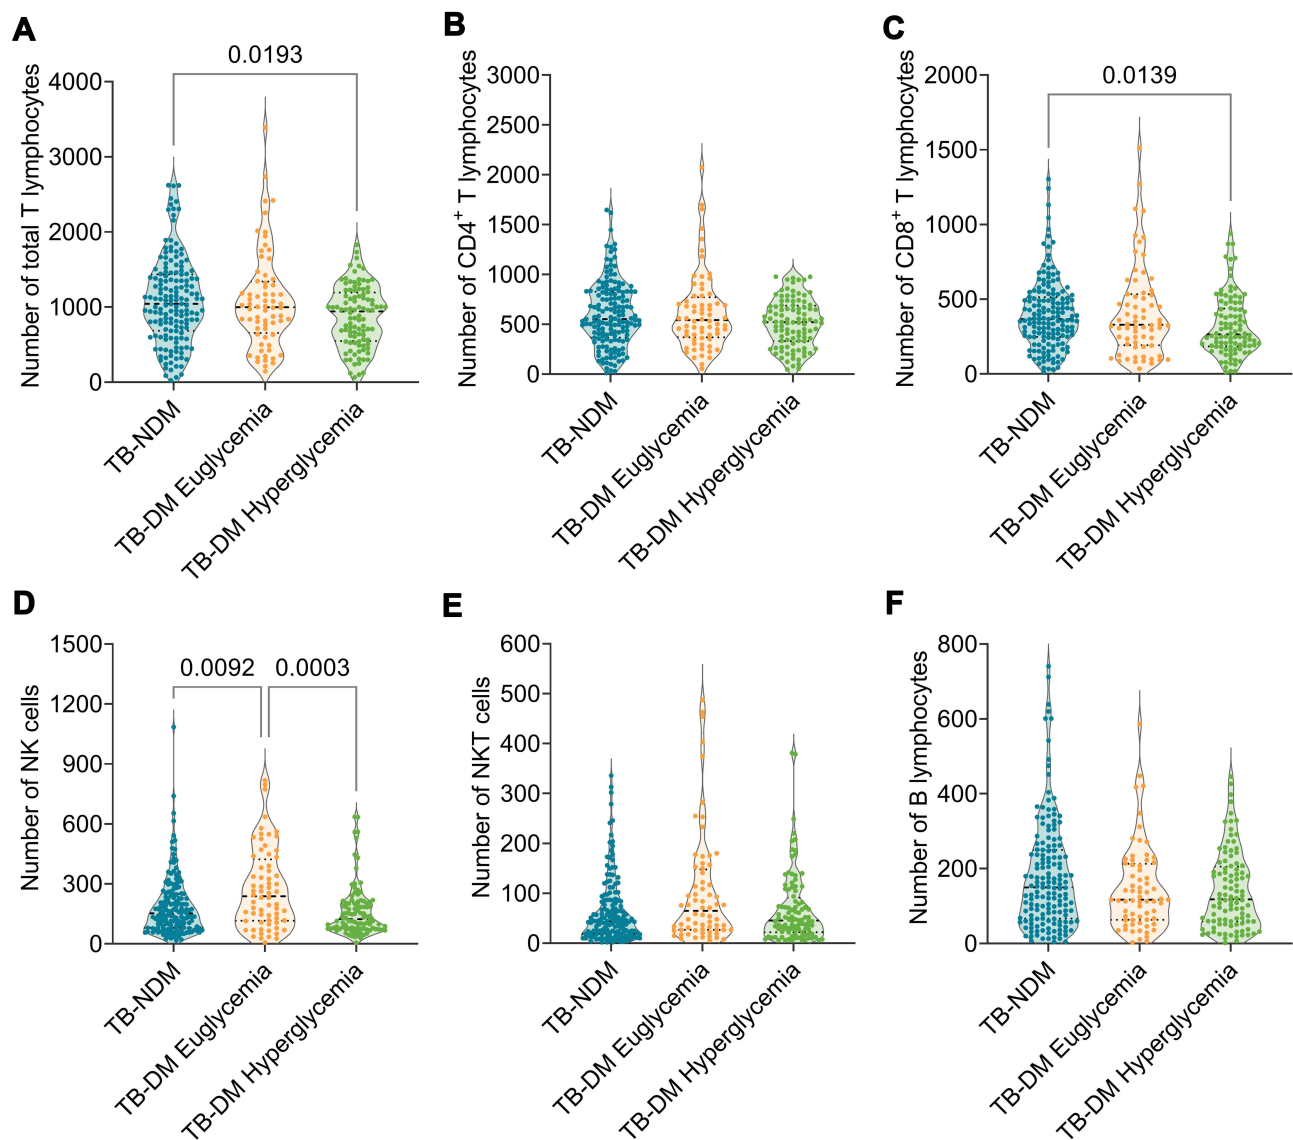 A
Number of total T lymphocytes
4000
3000
2000
1000
0
0.0193
TB-NDM
TB-DM Euglycemia
TB-DM Hyperglycemia
B
Number of CD4⁺ T lymphocytes
3000
2500
2000
1500
1000
500
0
TB-NDM
TB-DM Euglycemia
TB-DM Hyperglycemia
C
Number of CD8⁺ T lymphocytes
2000
1500
1000
500
0
0.0139
TB-NDM
TB-DM Euglycemia
TB-DM Hyperglycemia
D
Number of NK cells
1500
1200
900
600
300
0
0.0092
0.0003
TB-NDM
TB-DM Euglycemia
TB-DM Hyperglycemia
E
Number of NKT cells
600
500
400
300
200
100
0
TB-NDM
TB-DM Euglycemia
TB-DM Hyperglycemia
F
Number of B lymphocytes
800
600
400
200
0
TB-NDM
TB-DM Euglycemia
TB-DM Hyperglycemia